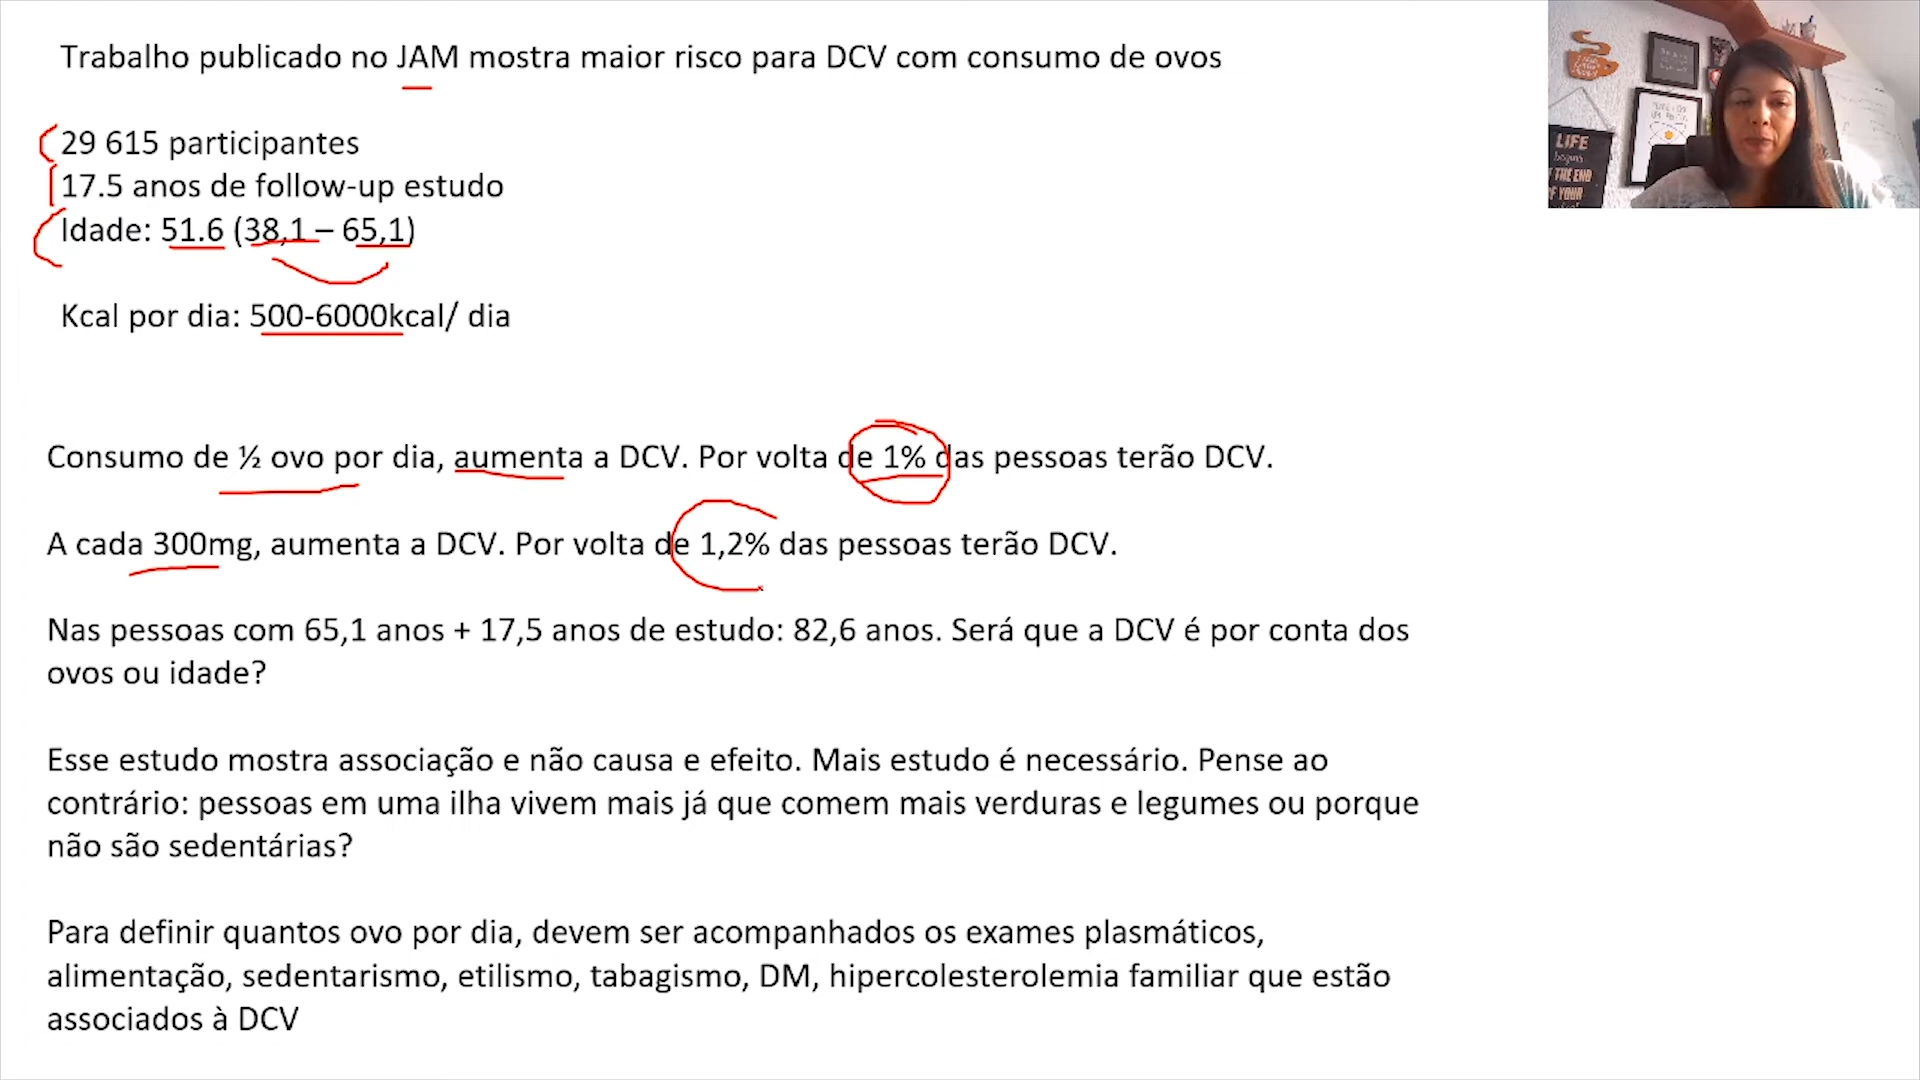 Trabalho publicado no JAM mostra maior risco para DCV com consumo de ovos
29 615 participantes
17.5 anos de follow-up estudo
Idade: 51.6 (38,1 – 65,1)
Kcal por dia: 500-6000kcal/ dia
Consumo de ½ ovo por dia, aumenta a DCV. Por volta de 1% das pessoas terão DCV.
A cada 300mg, aumenta a DCV. Por volta de 1,2% das pessoas terão DCV.
Nas pessoas com 65,1 anos + 17,5 anos de estudo: 82,6 anos. Será que a DCV é por conta dos
ovos ou idade?
Esse estudo mostra associação e não causa e efeito. Mais estudo é necessário. Pense ao
contrário: pessoas em uma ilha vivem mais já que comem mais verduras e legumes ou porque
não são sedentárias?
Para definir quantos ovo por dia, devem ser acompanhados os exames plasmáticos,
alimentação, sedentarismo, etilismo, tabagismo, DM, hipercolesterolemia familiar que estão
associados à DCV
LIFE
begins
THE END
OF YOUR